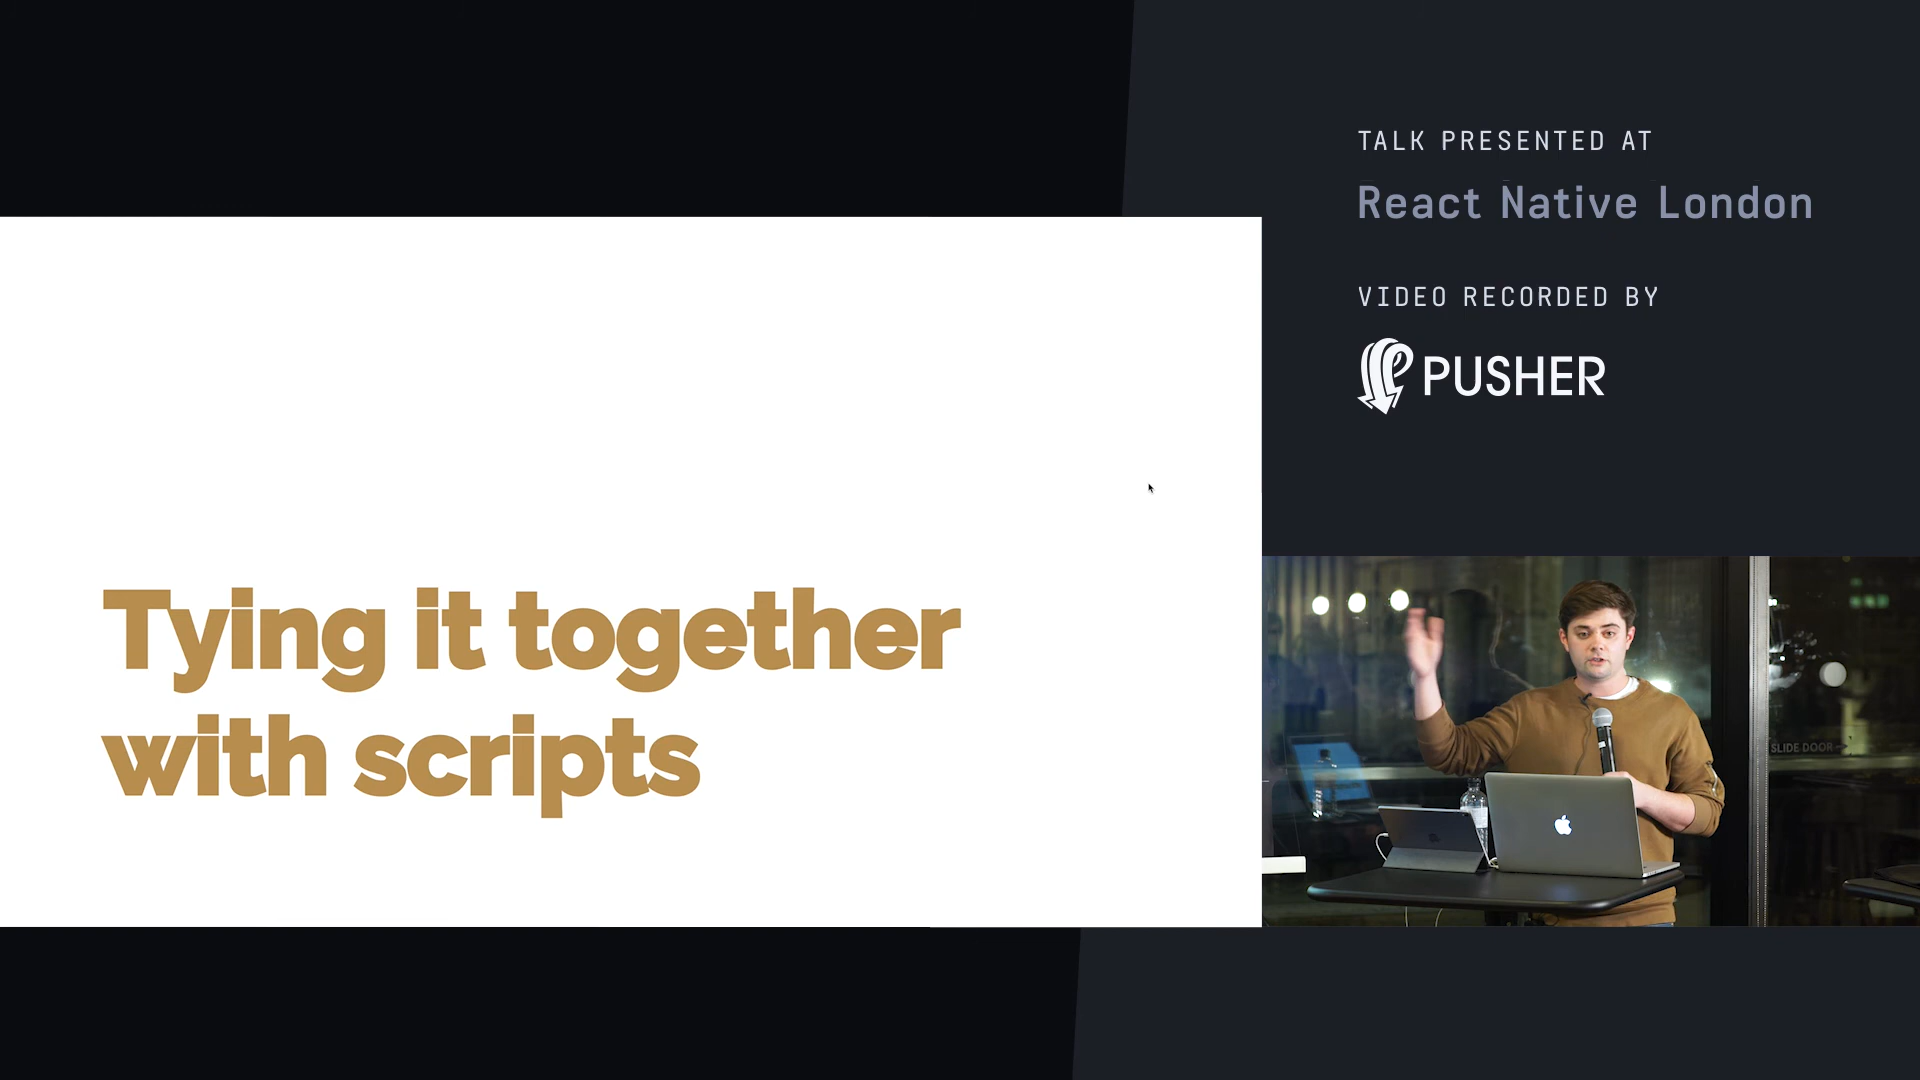 TALK PRESENTED AT
React Native London
VIDEO RECORDED BY
PUSHER
Tying it together
with scripts
SLIDE DOOR